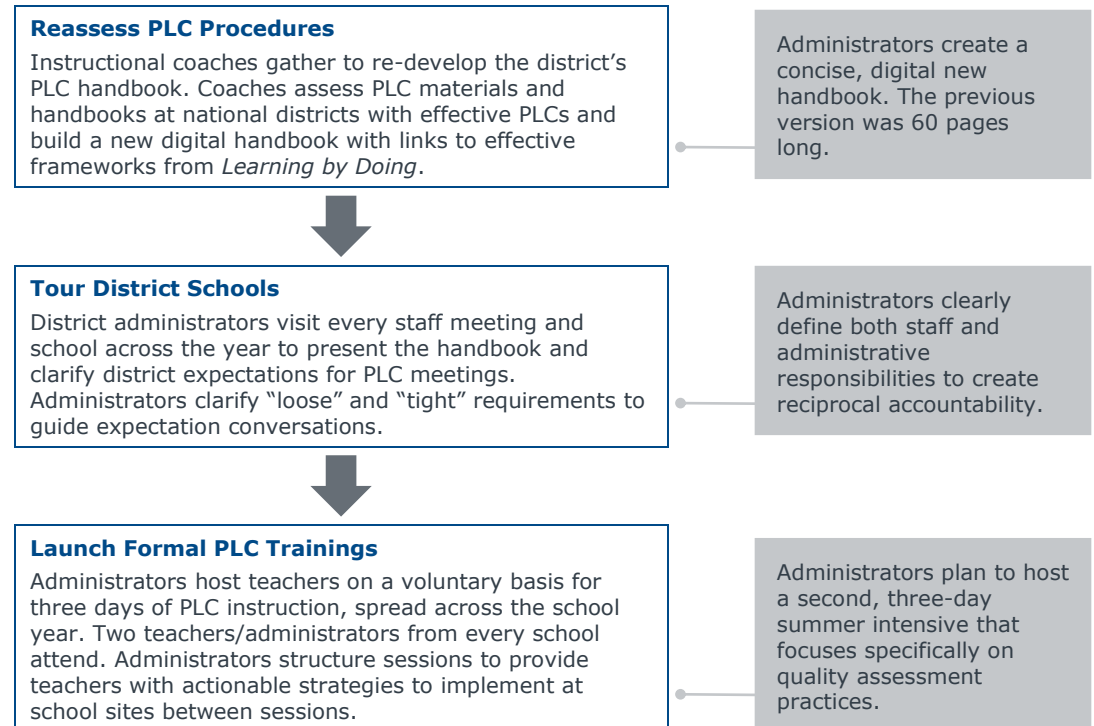 Reassess PLC Procedures
Instructional coaches gather to re-develop the district’s
PLC handbook. Coaches assess PLC materials and
handbooks at national districts with effective PLCs and
build a new digital handbook with links to effective
frameworks from Learning by Doing.
Administrators create a
concise, digital new
handbook. The previous
version was 60 pages
long.
Tour District Schools
District administrators visit every staff meeting and
school across the year to present the handbook and
clarify district expectations for PLC meetings.
Administrators clarify “loose” and “tight” requirements to
guide expectation conversations.
Administrators clearly
define both staff and
administrative
responsibilities to create
reciprocal accountability.
Launch Formal PLC Trainings
Administrators host teachers on a voluntary basis for
three days of PLC instruction, spread across the school
year. Two teachers/administrators from every school
attend. Administrators structure sessions to provide
teachers with actionable strategies to implement at
school sites between sessions.
Administrators plan to host
a second, three-day
summer intensive that
focuses specifically on
quality assessment
practices.